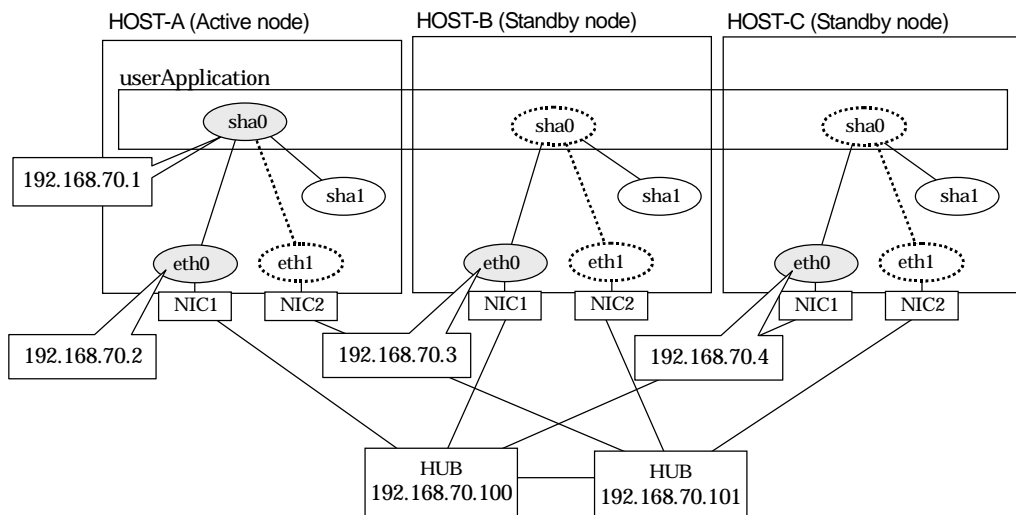 HOST-A (Active node)
HOST-B (Standby node)
HOST-C (Standby node)
userApplication
sha0
sha0
sha0
192.168.70.1
sha1
sha1
sha1
eth0
eth1
eth0
eth1
eth0
eth1
NIC1
NIC2
NIC1
NIC2
NIC1
NIC2
192.168.70.2
192.168.70.3
192.168.70.4
HUB
192.168.70.100
HUB
192.168.70.101